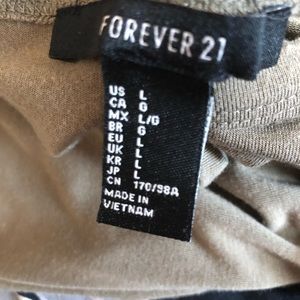 FOREVER 21
US L
CA G
MX L/G
BR G
EU L
UK L
KR L
JP L
CN 170/98A
MADE IN
VIETNAM